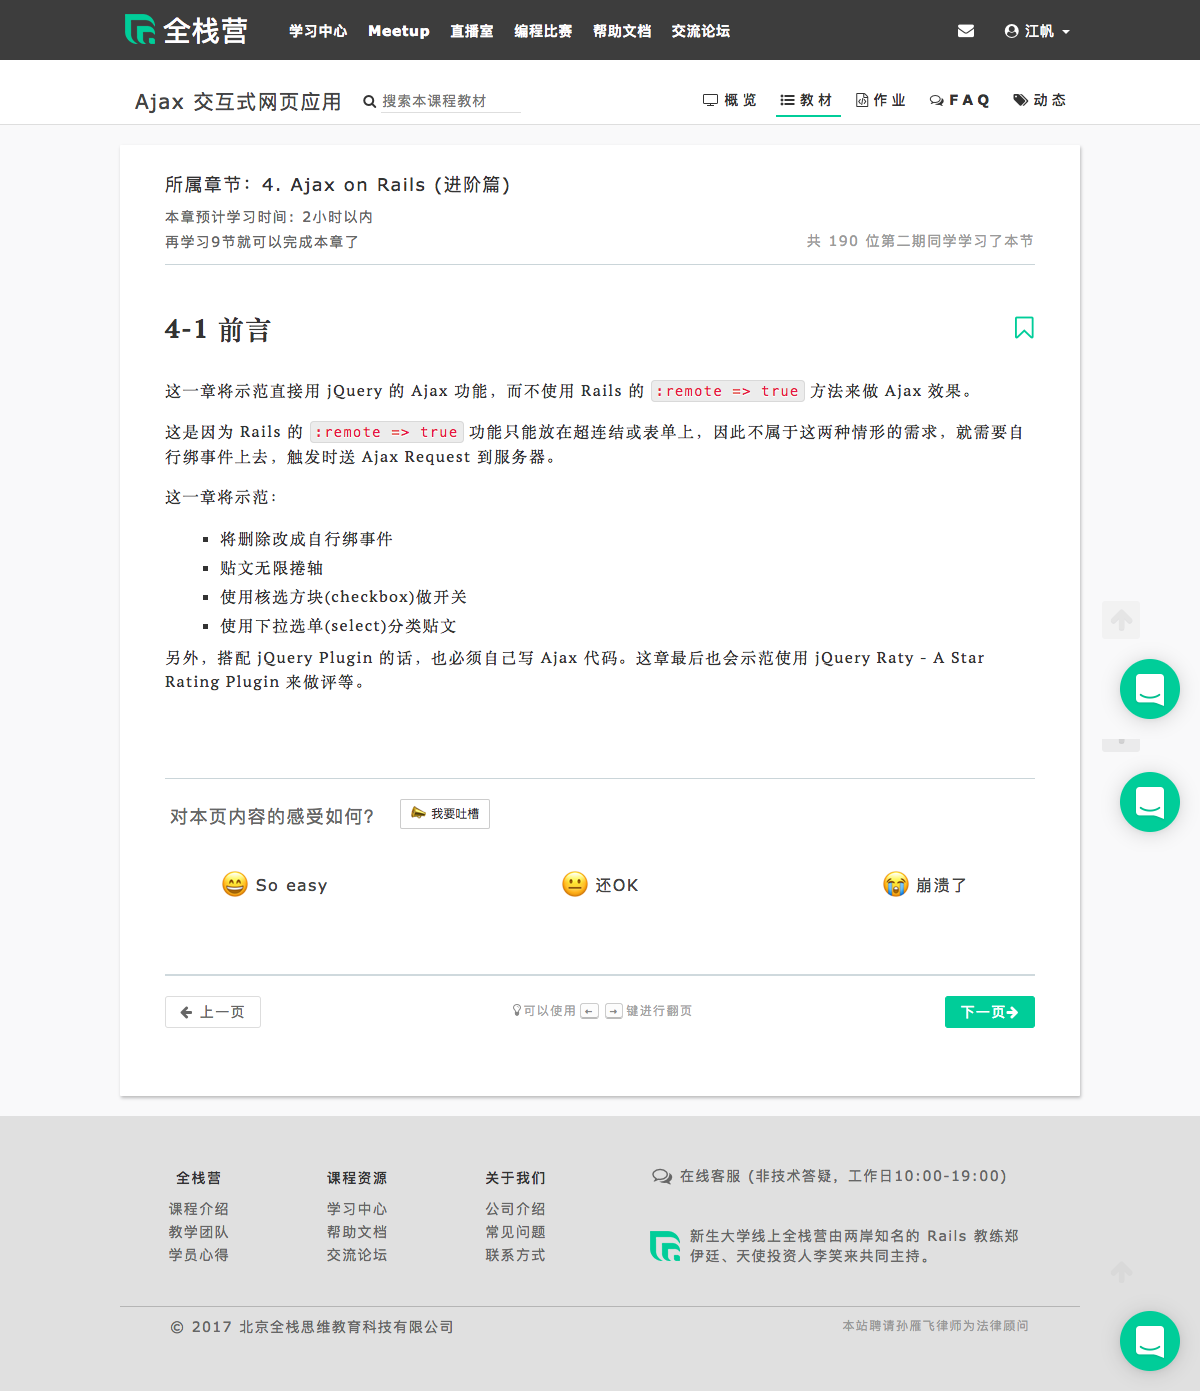 全栈营 学习中心 Meetup 直播室 编程比赛 帮助文档 交流论坛 江帆
Ajax 交互式网页应用 搜索本课程教材 概览 教材 作业 FAQ 动态
所属章节：4. Ajax on Rails (进阶篇)
本章预计学习时间：2小时以内
再学习9节就可以完成本章了 共 190 位第二期同学学习了本节
4-1 前言
这一章将示范直接用 jQuery 的 Ajax 功能，而不使用 Rails 的 :remote => true 方法来做 Ajax 效果。
这是因为 Rails 的 :remote => true 功能只能放在超连结或表单上，因此不属于这两种情形的需求，就需要自
行绑事件上去，触发时送 Ajax Request 到服务器。
这一章将示范：
将删除改成自行绑事件
贴文无限捲轴
使用核选方块(checkbox)做开关
使用下拉选单(select)分类贴文
另外，搭配 jQuery Plugin 的话，也必须自己写 Ajax 代码。这章最后也会示范使用 jQuery Raty - A Star
Rating Plugin 来做评等。
对本页内容的感受如何? 我要吐槽
So easy 还OK 崩溃了
上一页 可以使用 ← → 键进行翻页 下一页
全栈营 课程资源 关于我们 在线客服 (非技术答疑，工作日10:00-19:00)
课程介绍 学习中心 公司介绍
教学团队 帮助文档 常见问题 新生大学线上全栈营由两岸知名的 Rails 教练郑
学员心得 交流论坛 联系方式 伊廷、天使投资人李笑来共同主持。
© 2017 北京全栈思维教育科技有限公司 本站聘请孙雁飞律师为法律顾问